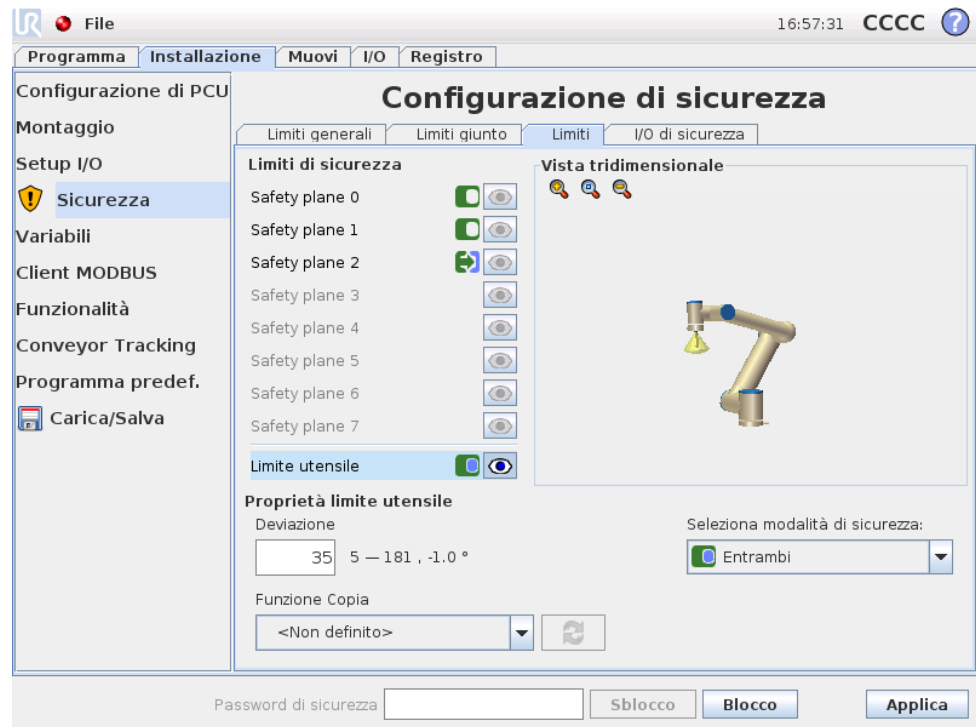 UR File 16:57:31 CCCC ?
Programma Installazione Muovi I/O Registro
Configurazione di PCU
Montaggio
Setup I/O
Sicurezza
Variabili
Client MODBUS
Funzionalità
Conveyor Tracking
Programma predef.
Carica/Salva
Configurazione di sicurezza
Limiti generali Limiti giunto Limiti I/O di sicurezza
Limiti di sicurezza
Safety plane 0
Safety plane 1
Safety plane 2
Safety plane 3
Safety plane 4
Safety plane 5
Safety plane 6
Safety plane 7
Limite utensile
Vista tridimensionale
Proprietà limite utensile
Deviazione
35 5 — 181 , -1.0 °
Seleziona modalità di sicurezza:
Entrambi
Funzione Copia
<Non definito>
Password di sicurezza Sblocco Blocco Applica